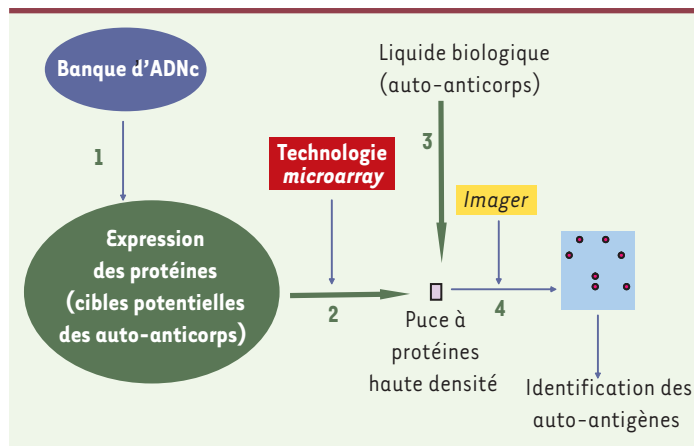 Banque d'ADNc
1
Expression
des protéines
(cibles potentielles
des auto-anticorps)
Technologie
microarray
2
Liquide biologique
(auto-anticorps)
3
Imager
4
Puce à
protéines
haute densité
Identification des
auto-antigènes